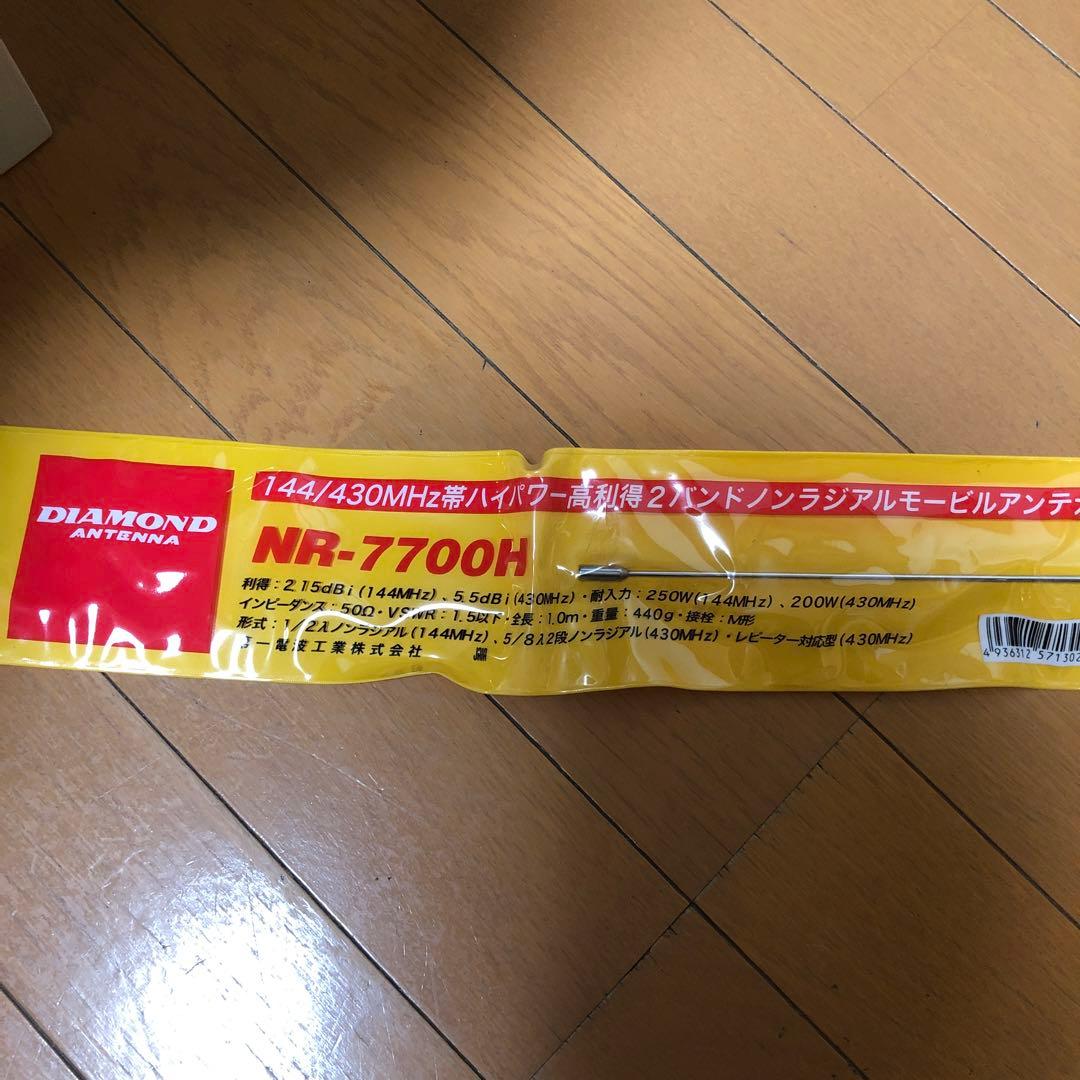 DIAMOND
ANTENNA
144/430MHz帯ハイパワー高利得2バンドノンラジアルモービルアンテナ
NR-7700H
利得:2.15dBi(144MHz)、5.5dBi(430MHz)・耐入力:250W(144MHz)、200W(430MHz)
インピーダンス:50Ω・VSWR:1.5以下・全長:1.0m・重量:440g・接栓:M形
形式:1/2λノンラジアル(144MHz)、5/8λ2段ノンラジアル(430MHz)・レピーター対応型(430MHz)
第一電波工業株式会社
4 936312 571302